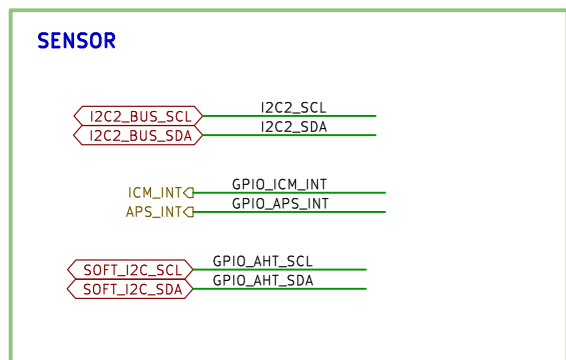 SENSOR
I2C2_BUS_SCL I2C2_SCL
I2C2_BUS_SDA I2C2_SDA
ICM_INT GPIO_ICM_INT
APS_INT GPIO_APS_INT
SOFT_I2C_SCL GPIO_AHT_SCL
SOFT_I2C_SDA GPIO_AHT_SDA